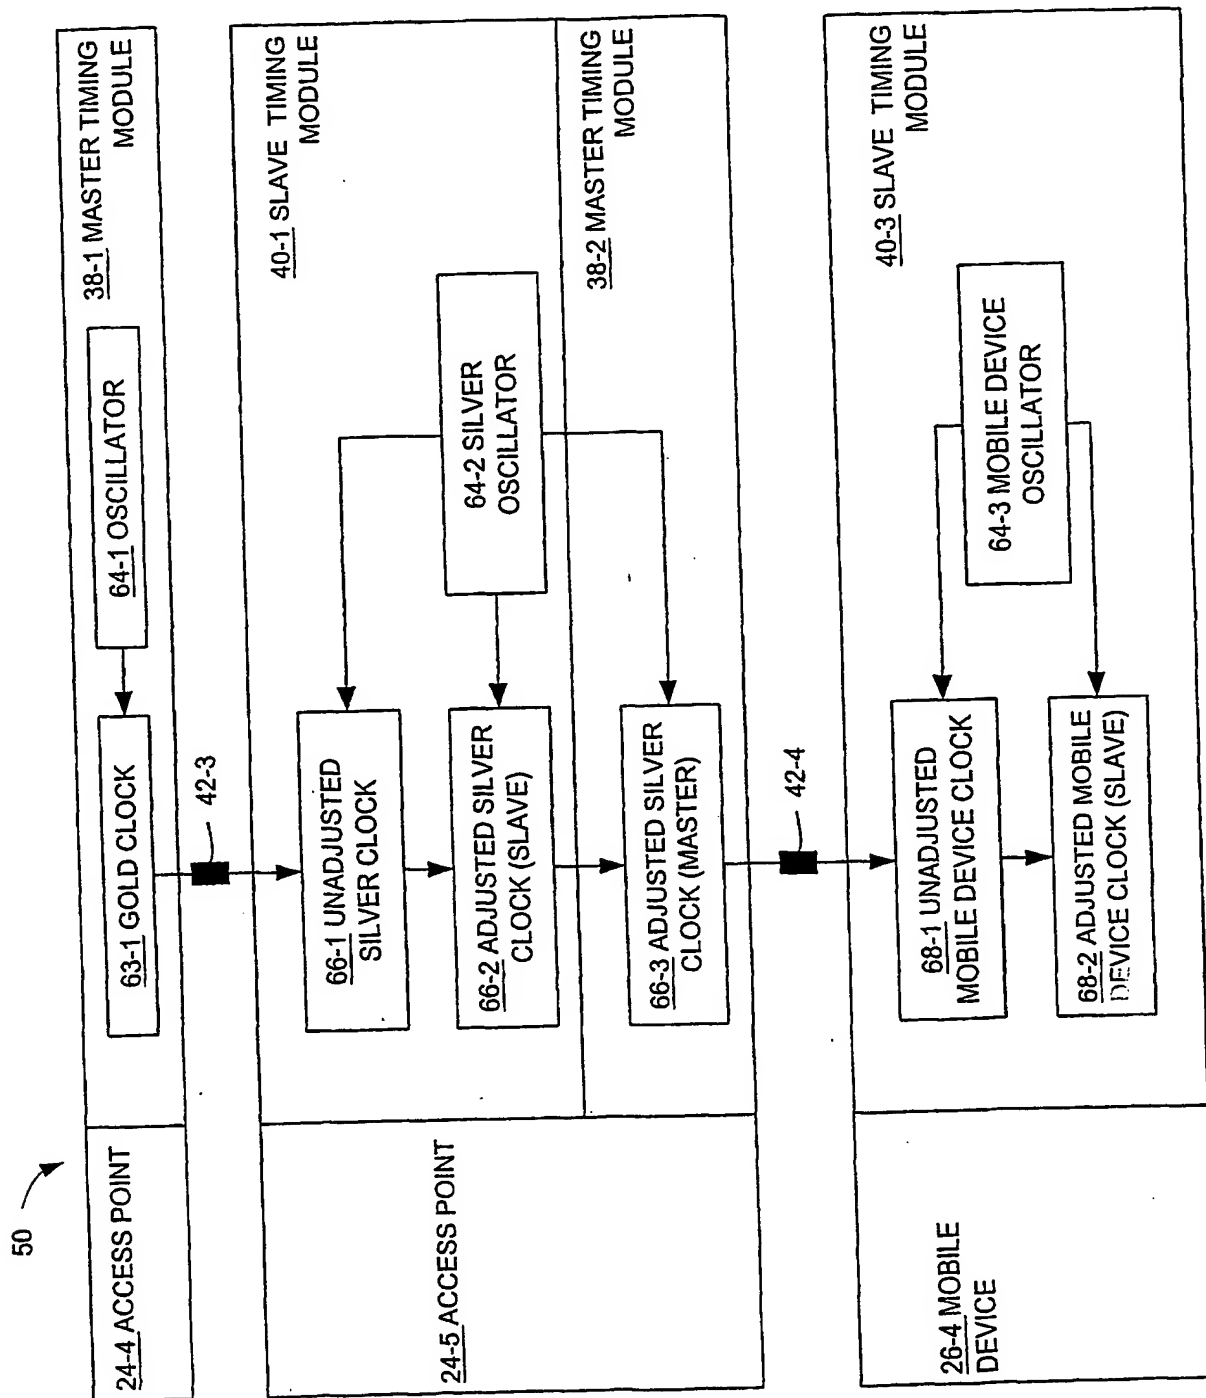 50
24-4 ACCESS POINT
63-1 GOLD CLOCK
64-1 OSCILLATOR
38-1 MASTER TIMING
MODULE
42-3
24-5 ACCESS POINT
66-1 UNADJUSTED
SILVER CLOCK
66-2 ADJUSTED SILVER
CLOCK (SLAVE)
64-2 SILVER
OSCILLATOR
40-1 SLAVE TIMING
MODULE
66-3 ADJUSTED SILVER
CLOCK (MASTER)
38-2 MASTER TIMING
MODULE
42-4
26-4 MOBILE
DEVICE
68-1 UNADJUSTED
MOBILE DEVICE CLOCK
68-2 ADJUSTED MOBILE
DEVICE CLOCK (SLAVE)
64-3 MOBILE DEVICE
OSCILLATOR
40-3 SLAVE TIMING
MODULE